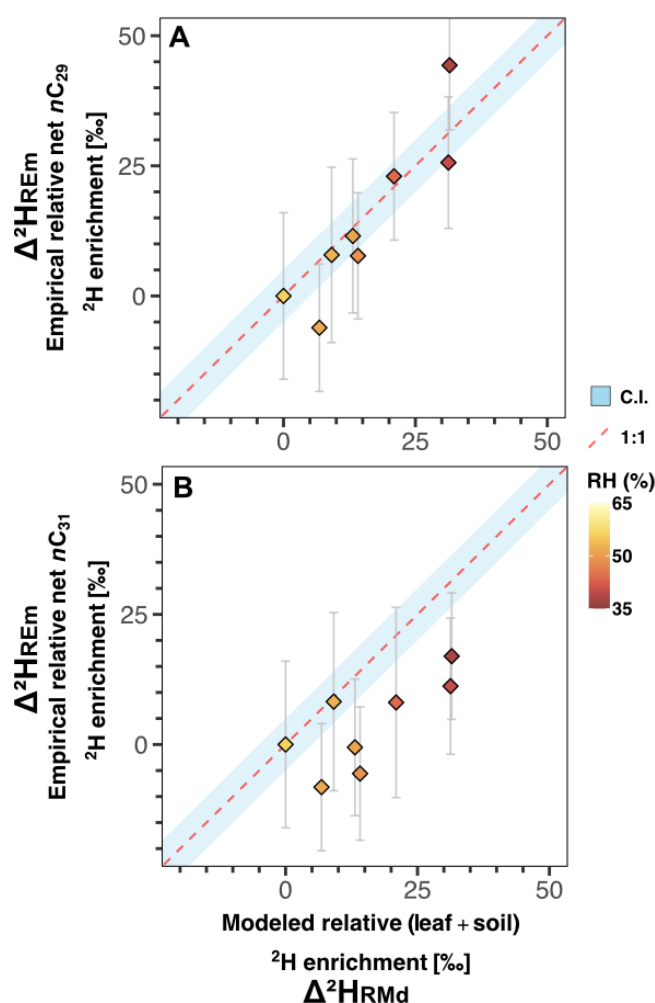 A
50
25
0
Δ²HREm
Empirical relative net nC₂₉
²H enrichment [‰]
0 25 50
C.I.
1:1
RH (%)
65
50
35
B
50
25
0
Δ²HREm
Empirical relative net nC₃₁
²H enrichment [‰]
0 25 50
Modeled relative (leaf + soil)
²H enrichment [‰]
Δ²HRMd